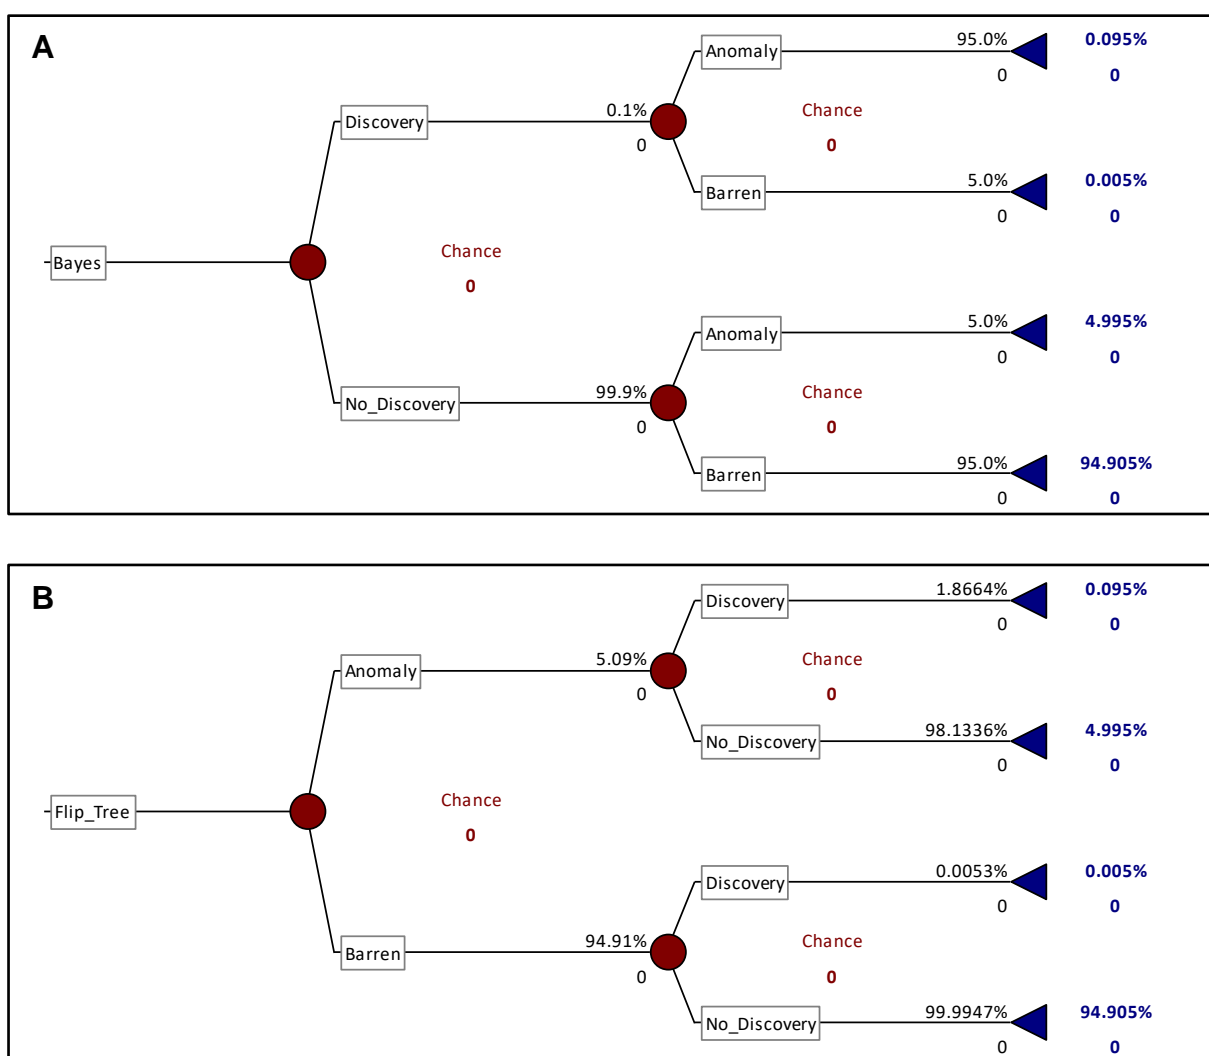 A
Anomaly 95.0% 0.095%
0 0
Discovery 0.1% Chance
0 0
Barren 5.0% 0.005%
0 0
Bayes Chance
0
Anomaly 5.0% 4.995%
0 0
No_Discovery 99.9% Chance
0 0
Barren 95.0% 94.905%
0 0
B
Discovery 1.8664% 0.095%
0 0
Anomaly 5.09% Chance
0 0
No_Discovery 98.1336% 4.995%
0 0
Flip_Tree Chance
0
Discovery 0.0053% 0.005%
0 0
Barren 94.91% Chance
0 0
No_Discovery 99.9947% 94.905%
0 0